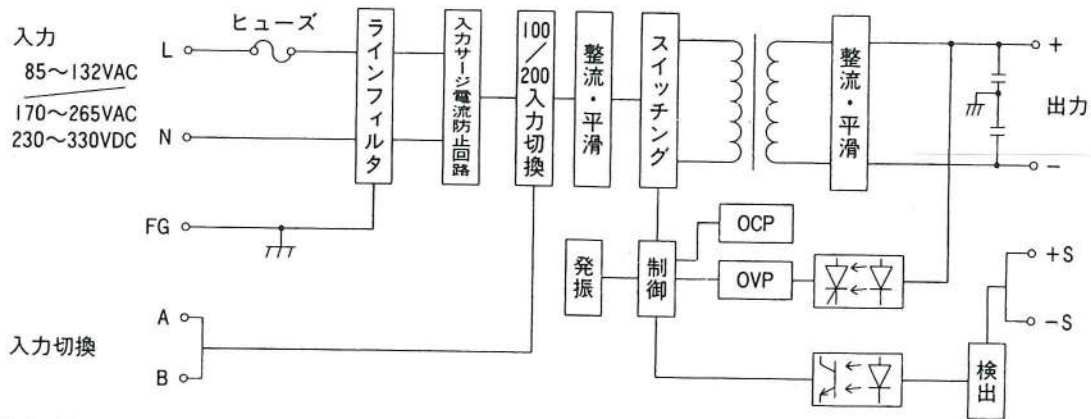 入力
85～132VAC
170～265VAC
230～330VDC
L
ヒューズ
N
FG
ラインフィルタ
入力サージ電流防止回路
100/200入力切換
整流・平滑
スイッチング
整流・平滑
+
出力
-
OCP
発振
制御
OVP
+S
-S
検出
入力切換
A
B